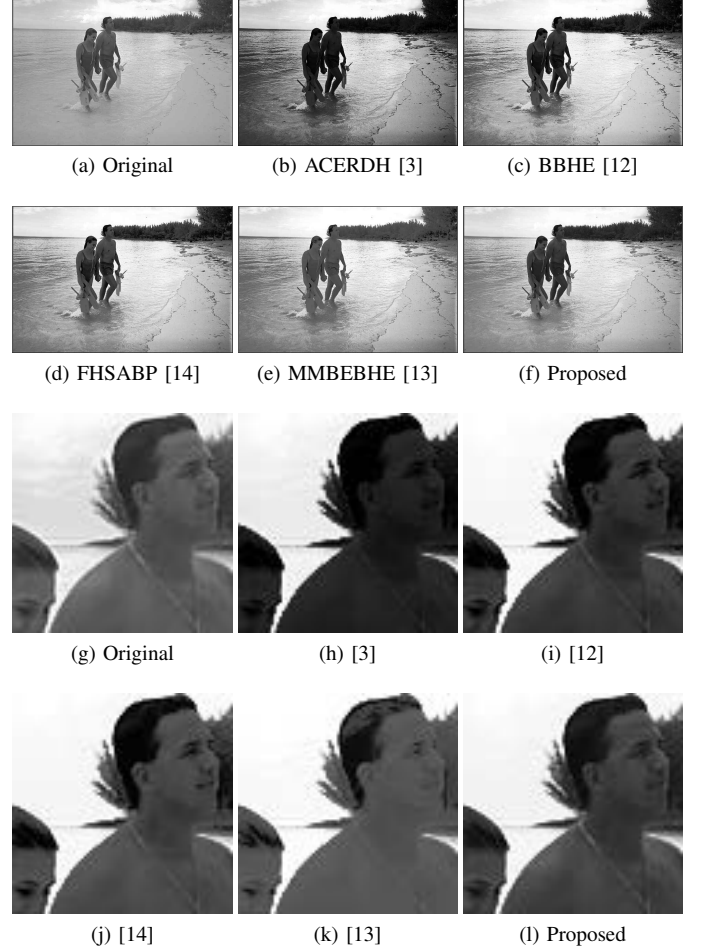 (a) Original (b) ACERDH [3] (c) BBHE [12]
(d) FHSABP [14] (e) MMBEBHE [13] (f) Proposed
(g) Original (h) [3] (i) [12]
(j) [14] (k) [13] (l) Proposed